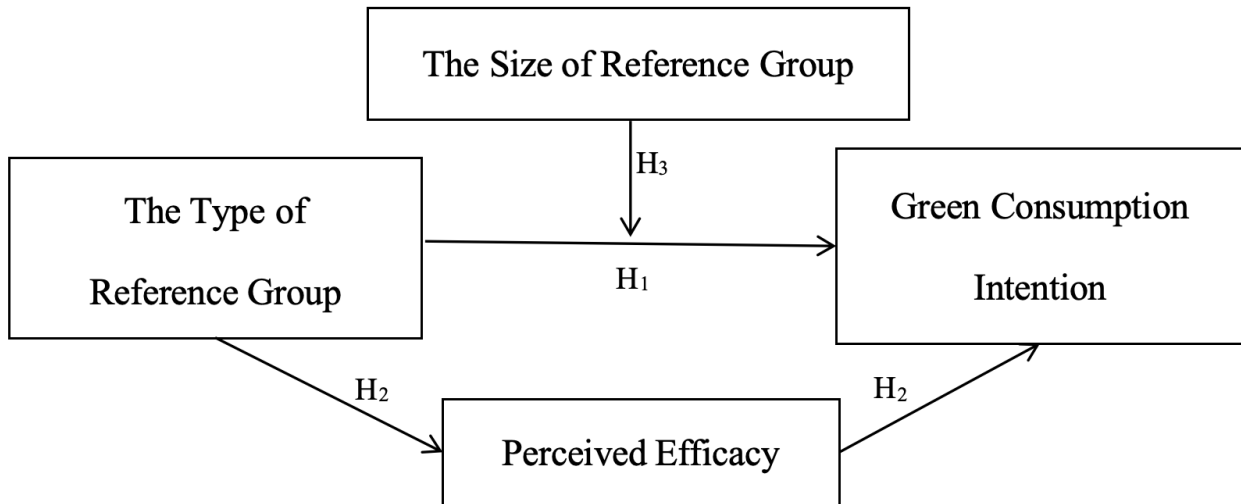 The Size of Reference Group
H₃
The Type of
Reference Group
Green Consumption
Intention
H₁
H₂
H₂
Perceived Efficacy